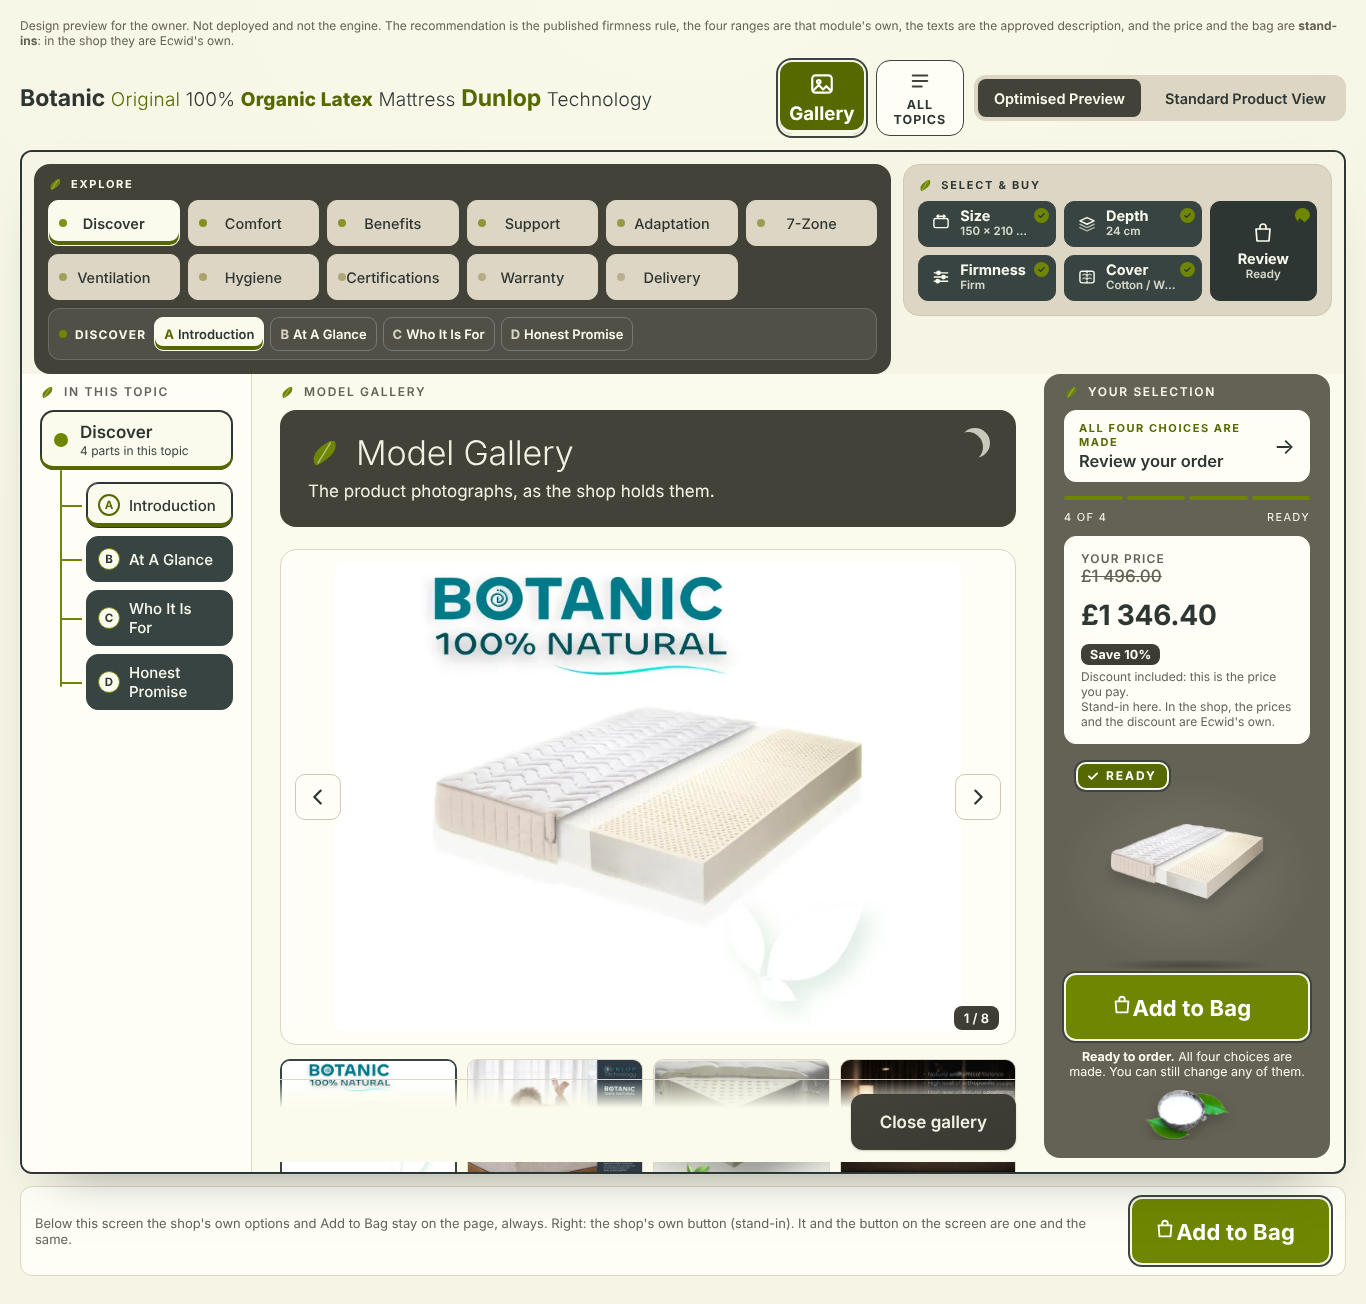 Design preview for the owner. Not deployed and not the engine. The recommendation is the published firmness rule, the four ranges are that module's own, the texts are the approved description, and the price and the bag are stand-
ins: in the shop they are Ecwid's own.
Botanic Original 100% Organic Latex Mattress Dunlop Technology
Gallery
ALL
TOPICS
Optimised Preview
Standard Product View
EXPLORE
Discover
Comfort
Benefits
Support
Adaptation
7-Zone
Ventilation
Hygiene
Certifications
Warranty
Delivery
DISCOVER
A Introduction
B At A Glance
C Who It Is For
D Honest Promise
SELECT & BUY
Size
150 × 210 ...
Depth
24 cm
Firmness
Firm
Cover
Cotton / W...
Review
Ready
IN THIS TOPIC
Discover
4 parts in this topic
A Introduction
B At A Glance
C Who It Is
For
D Honest
Promise
MODEL GALLERY
Model Gallery
The product photographs, as the shop holds them.
BOTANIC
100% NATURAL
1 / 8
BOTANIC
100% NATURAL
BOTANIC
Close gallery
YOUR SELECTION
ALL FOUR CHOICES ARE
MADE
Review your order
4 OF 4
READY
YOUR PRICE
£1 496.00
£1 346.40
Save 10%
Discount included: this is the price
you pay.
Stand-in here. In the shop, the prices
and the discount are Ecwid's own.
READY
Add to Bag
Ready to order. All four choices are
made. You can still change any of them.
Below this screen the shop's own options and Add to Bag stay on the page, always. Right: the shop's own button (stand-in). It and the button on the screen are one and the
same.
Add to Bag